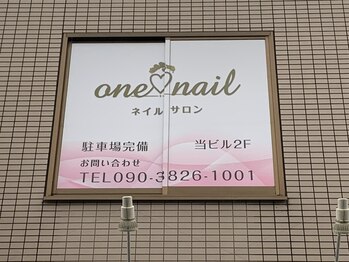 one nail
ネイル サロン
駐車場完備 当ビル2F
お問い合わせ
TEL090-3826-1001